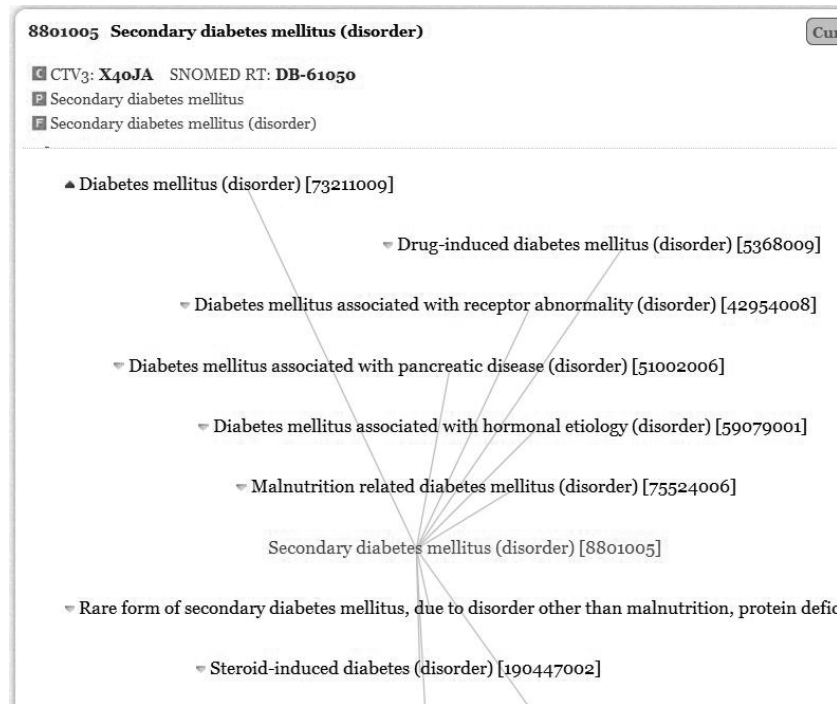 8801005 Secondary diabetes mellitus (disorder)
C CTV3: X40JA SNOMED RT: DB-61050
P Secondary diabetes mellitus
F Secondary diabetes mellitus (disorder)
Diabetes mellitus (disorder) [73211009]
Drug-induced diabetes mellitus (disorder) [5368009]
Diabetes mellitus associated with receptor abnormality (disorder) [42954008]
Diabetes mellitus associated with pancreatic disease (disorder) [51002006]
Diabetes mellitus associated with hormonal etiology (disorder) [59079001]
Malnutrition related diabetes mellitus (disorder) [75524006]
Secondary diabetes mellitus (disorder) [8801005]
Rare form of secondary diabetes mellitus, due to disorder other than malnutrition, protein
Steroid-induced diabetes (disorder) [190447002]